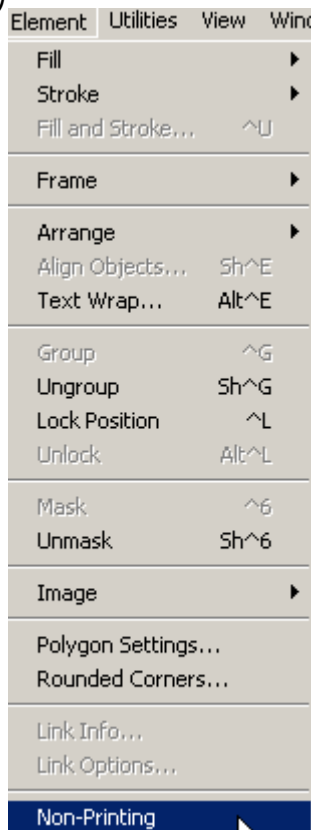 Element Utilities View Wind
Fill
Stroke
Fill and Stroke... ^U
Frame
Arrange
Align Objects... Sh^E
Text Wrap... Alt^E
Group ^G
Ungroup Sh^G
Lock Position ^L
Unlock Alt^L
Mask ^6
Unmask Sh^6
Image
Polygon Settings...
Rounded Corners...
Link Info...
Link Options...
Non-Printing